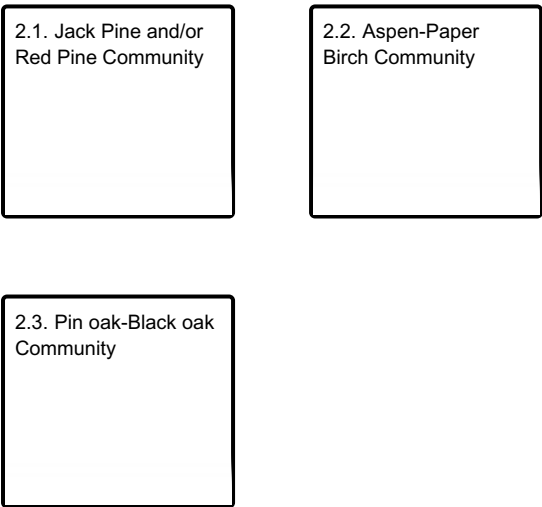 2.1. Jack Pine and/or
Red Pine Community
2.2. Aspen-Paper
Birch Community
2.3. Pin oak-Black oak
Community